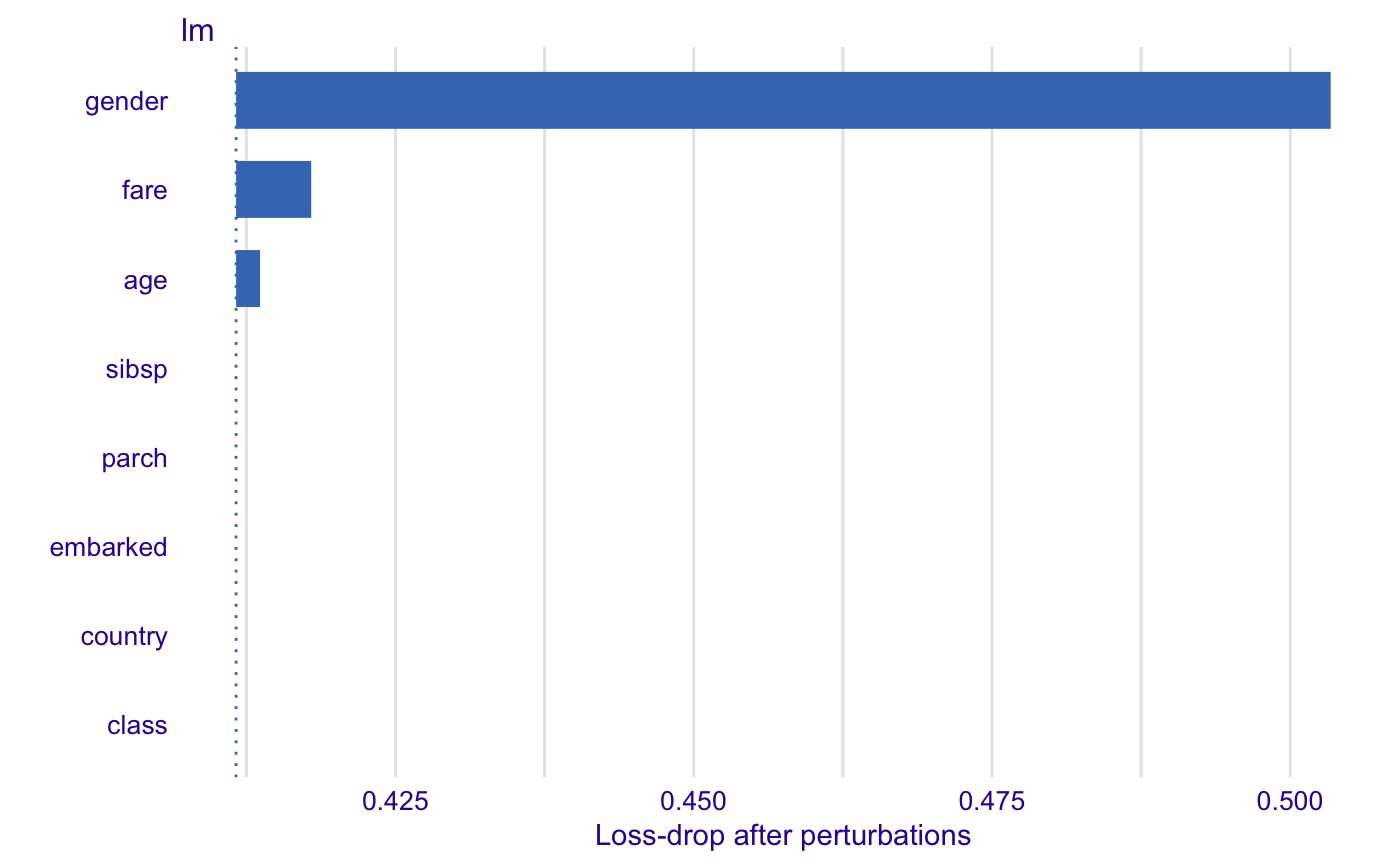 lm
gender
fare
age
sibsp
parch
embarked
country
class
0.425 0.450 0.475 0.500
Loss-drop after perturbations